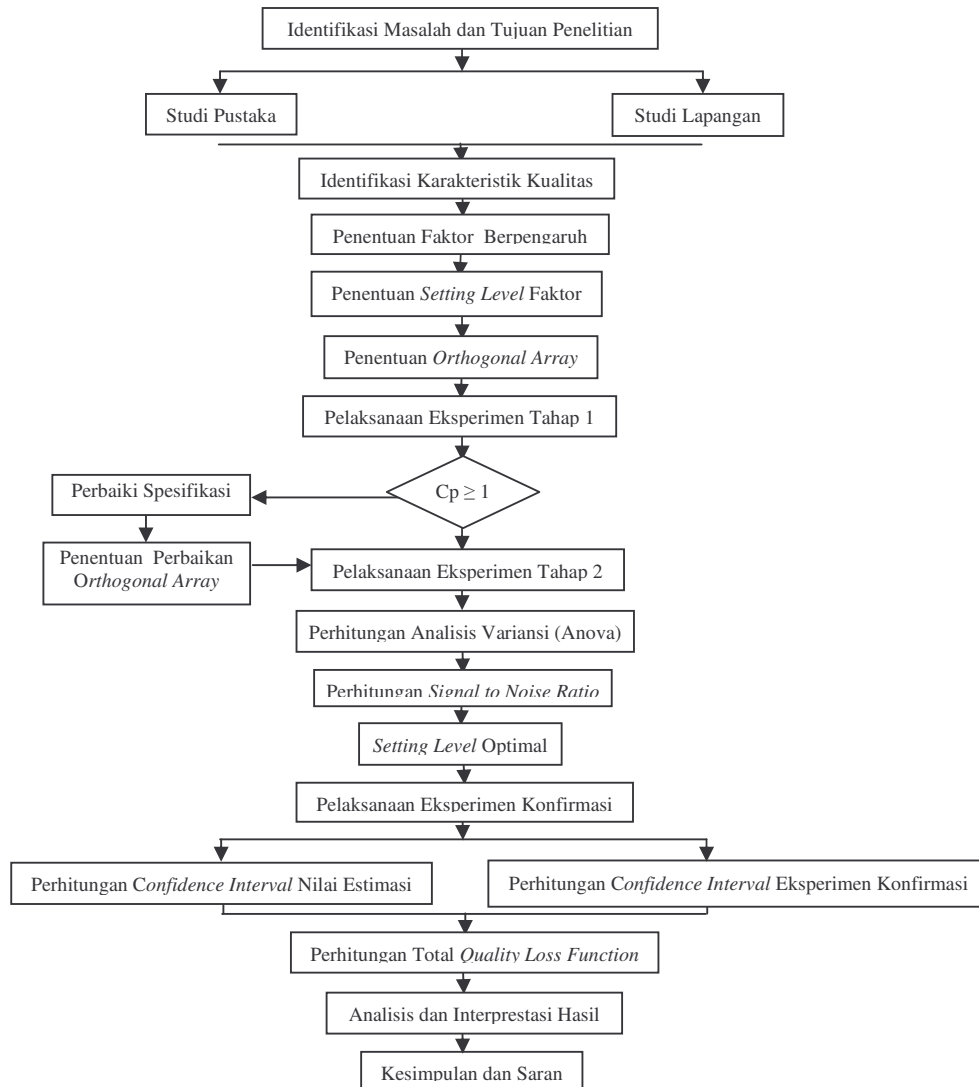 Identifikasi Masalah dan Tujuan Penelitian
Studi Pustaka
Studi Lapangan
Identifikasi Karakteristik Kualitas
Penentuan Faktor Berpengaruh
Penentuan Setting Level Faktor
Penentuan Orthogonal Array
Pelaksanaan Eksperimen Tahap 1
Cp ≥ 1
Perbaiki Spesifikasi
Penentuan Perbaikan
Orthogonal Array
Pelaksanaan Eksperimen Tahap 2
Perhitungan Analisis Variansi (Anova)
Perhitungan Signal to Noise Ratio
Setting Level Optimal
Pelaksanaan Eksperimen Konfirmasi
Perhitungan Confidence Interval Nilai Estimasi
Perhitungan Confidence Interval Eksperimen Konfirmasi
Perhitungan Total Quality Loss Function
Analisis dan Interprestasi Hasil
Kesimpulan dan Saran